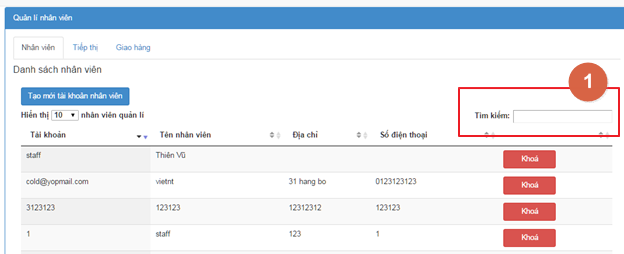 Quản lí nhân viên
Nhân viên Tiếp thị Giao hàng
Danh sách nhân viên
1
Tạo mới tài khoản nhân viên
Hiển thị 10 nhân viên quản lí Tìm kiếm:
Tài khoản Tên nhân viên Địa chỉ Số điện thoại
staff Thiên Vũ Khoá
cold@yopmail.com vietnt 31 hang bo 0123123123 Khoá
3123123 123123 12312312 123123 Khoá
1 staff 123 1 Khoá